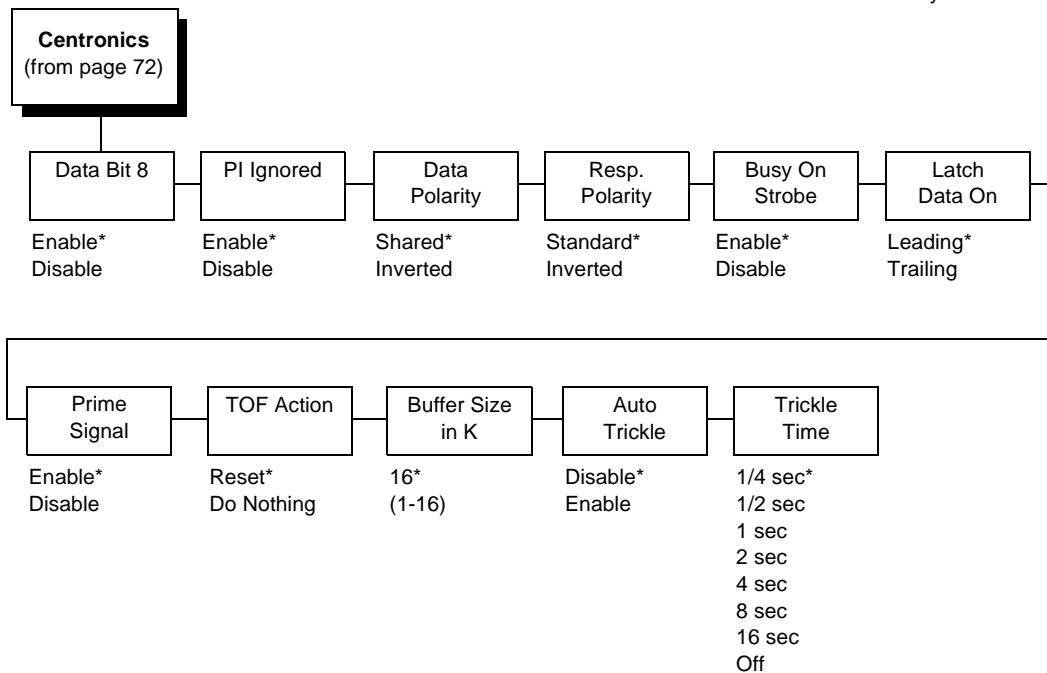 Centronics
(from page 72)
Data Bit 8
Enable*
Disable
PI Ignored
Enable*
Disable
Data
Polarity
Shared*
Inverted
Resp.
Polarity
Standard*
Inverted
Busy On
Strobe
Enable*
Disable
Latch
Data On
Leading*
Trailing
Prime
Signal
Enable*
Disable
TOF Action
Reset*
Do Nothing
Buffer Size
in K
16*
(1-16)
Auto
Trickle
Disable*
Enable
Trickle
Time
1/4 sec*
1/2 sec
1 sec
2 sec
4 sec
8 sec
16 sec
Off